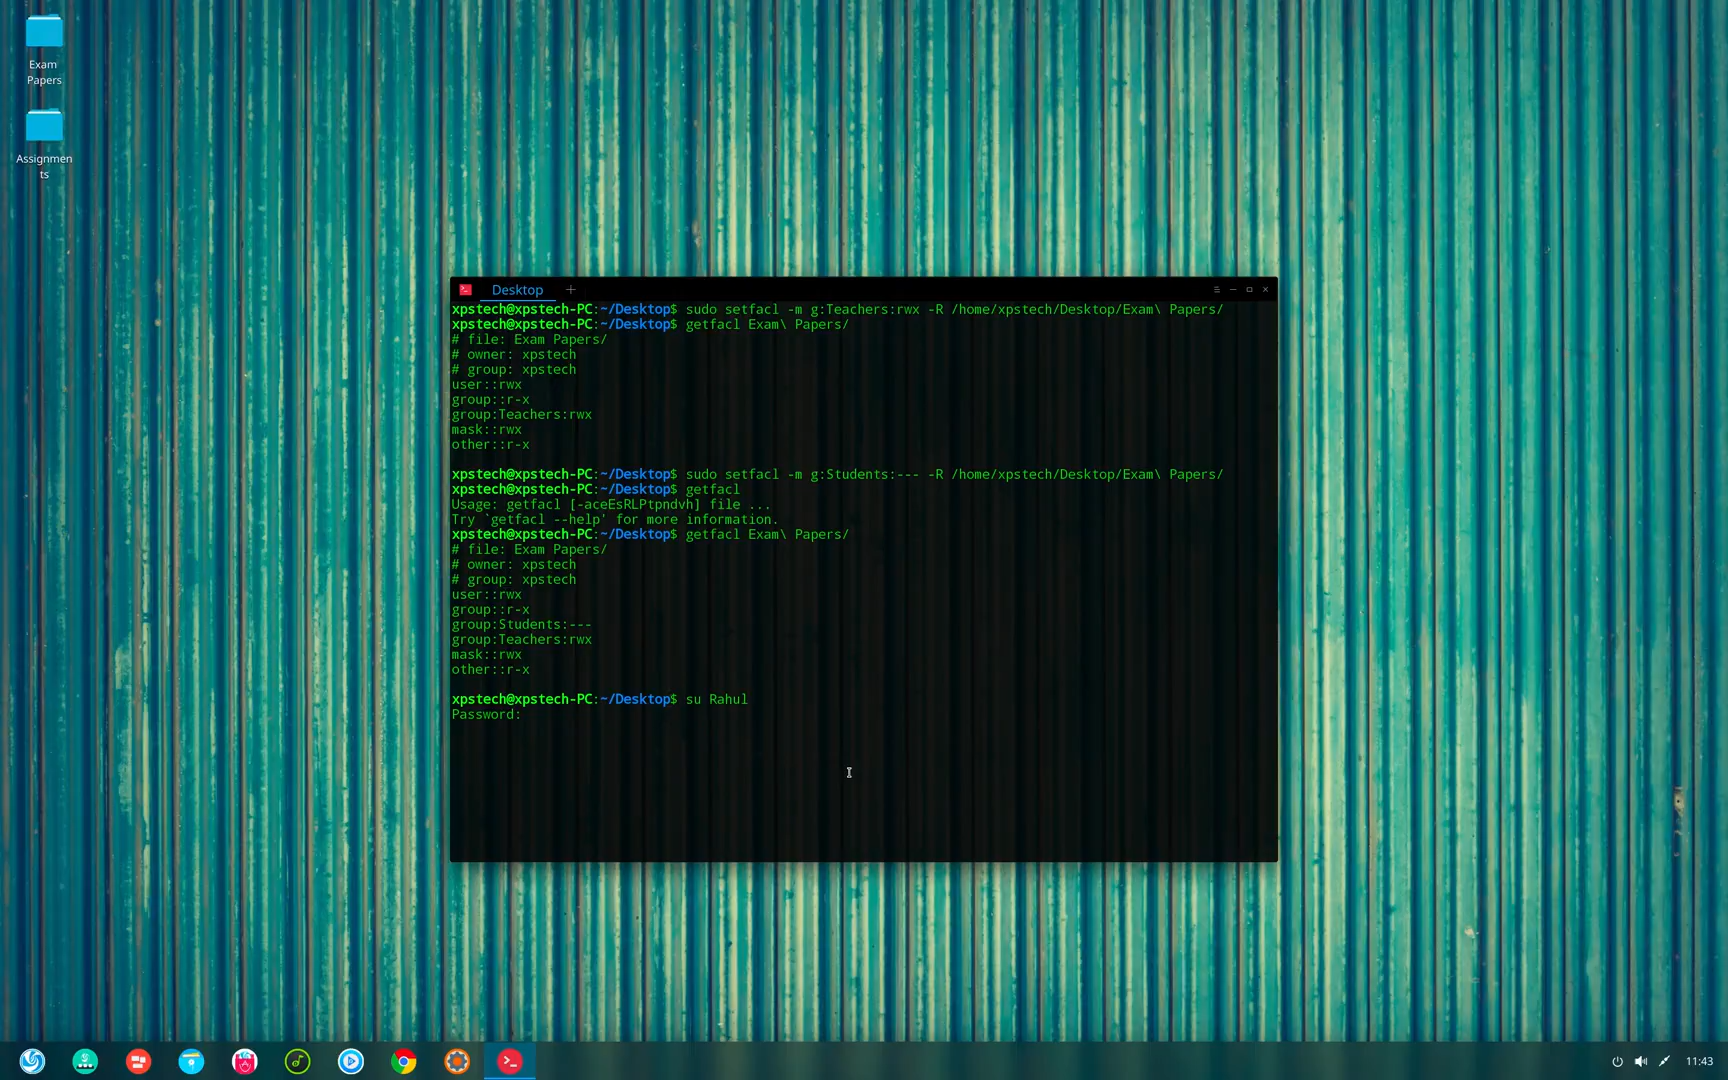 Exam
Papers
Assignmen
ts
Desktop
xpstech@xpstech-PC:~/Desktop$ sudo setfacl -m g:Teachers:rwx -R /home/xpstech/Desktop/Exam\ Papers/
xpstech@xpstech-PC:~/Desktop$ getfacl Exam\ Papers/
# file: Exam Papers/
# owner: xpstech
# group: xpstech
user::rwx
group::r-x
group:Teachers:rwx
mask::rwx
other::r-x
xpstech@xpstech-PC:~/Desktop$ sudo setfacl -m g:Students:--- -R /home/xpstech/Desktop/Exam\ Papers/
xpstech@xpstech-PC:~/Desktop$ getfacl
Usage: getfacl [-aceEsRLPtpndvh] file ...
Try `getfacl --help' for more information.
xpstech@xpstech-PC:~/Desktop$ getfacl Exam\ Papers/
# file: Exam Papers/
# owner: xpstech
# group: xpstech
user::rwx
group::r-x
group:Students:---
group:Teachers:rwx
mask::rwx
other::r-x
xpstech@xpstech-PC:~/Desktop$ su Rahul
Password:
11:43